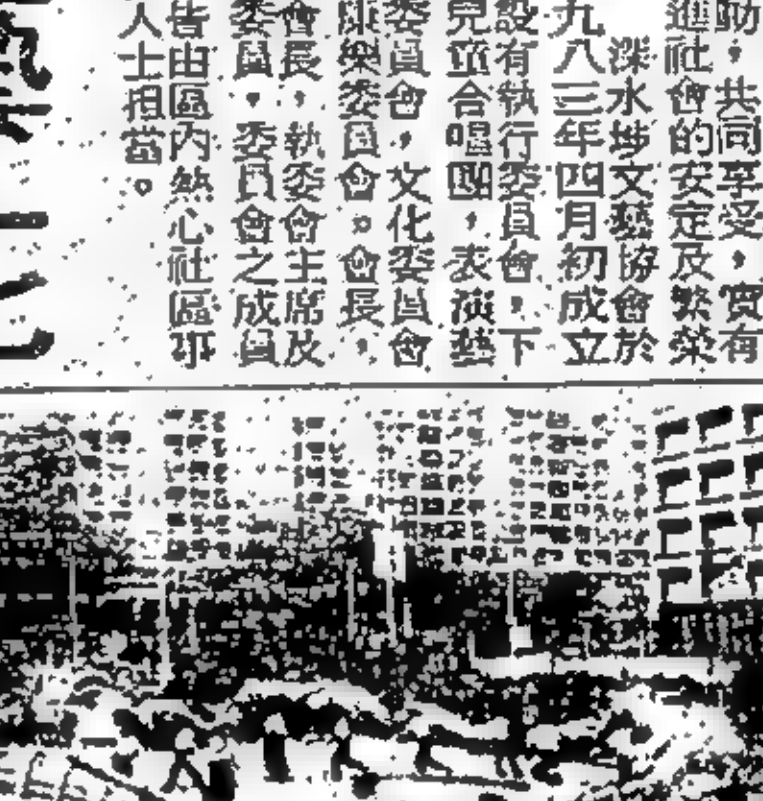 動，共同享受，實有
進社會的安定及繁榮
深水埗文藝協會於
九八三年四月初成立
設有執行委員會，下
兒童合唱團，表演藝
委員會，文化委員會
康樂委員會。會長，
會長，執委會主席及
委員，委員會之成員
皆由區內熱心社區事
人士担當。